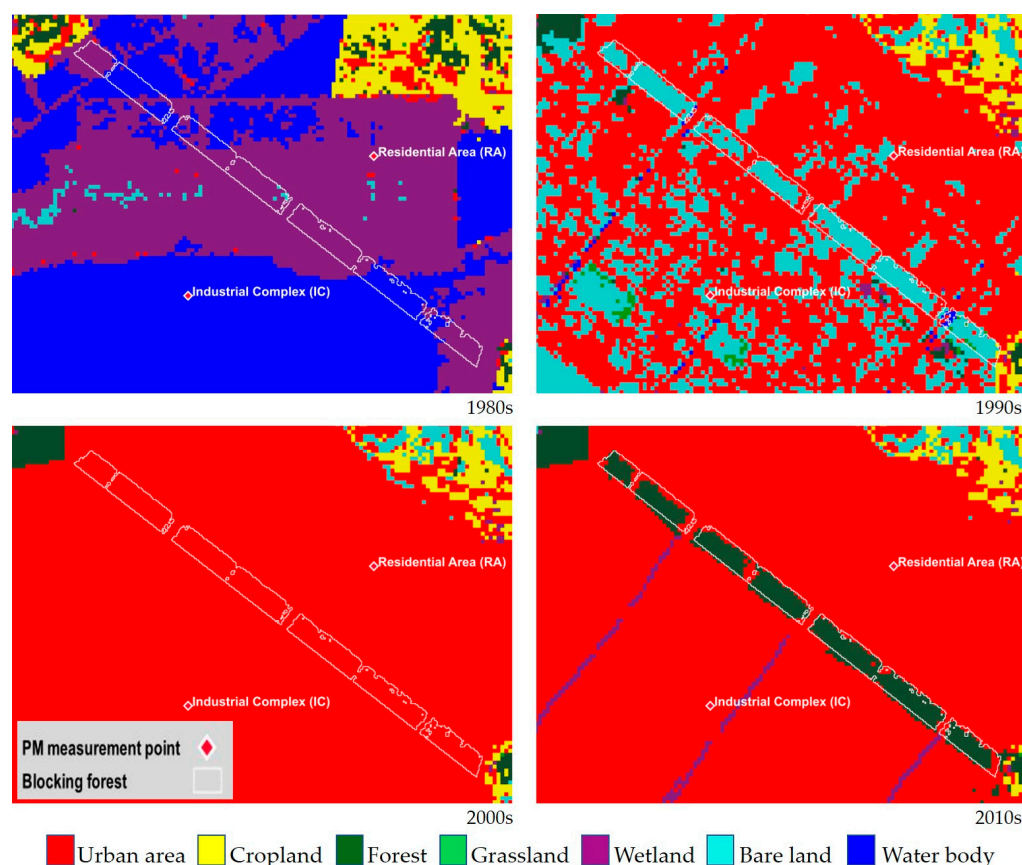 Residential Area (RA)
Industrial Complex (IC)
1980s
Residential Area (RA)
Industrial Complex (IC)
1990s
Residential Area (RA)
Industrial Complex (IC)
PM measurement point
Blocking forest
2000s
Residential Area (RA)
Industrial Complex (IC)
2010s
Urban area Cropland Forest Grassland Wetland Bare land Water body